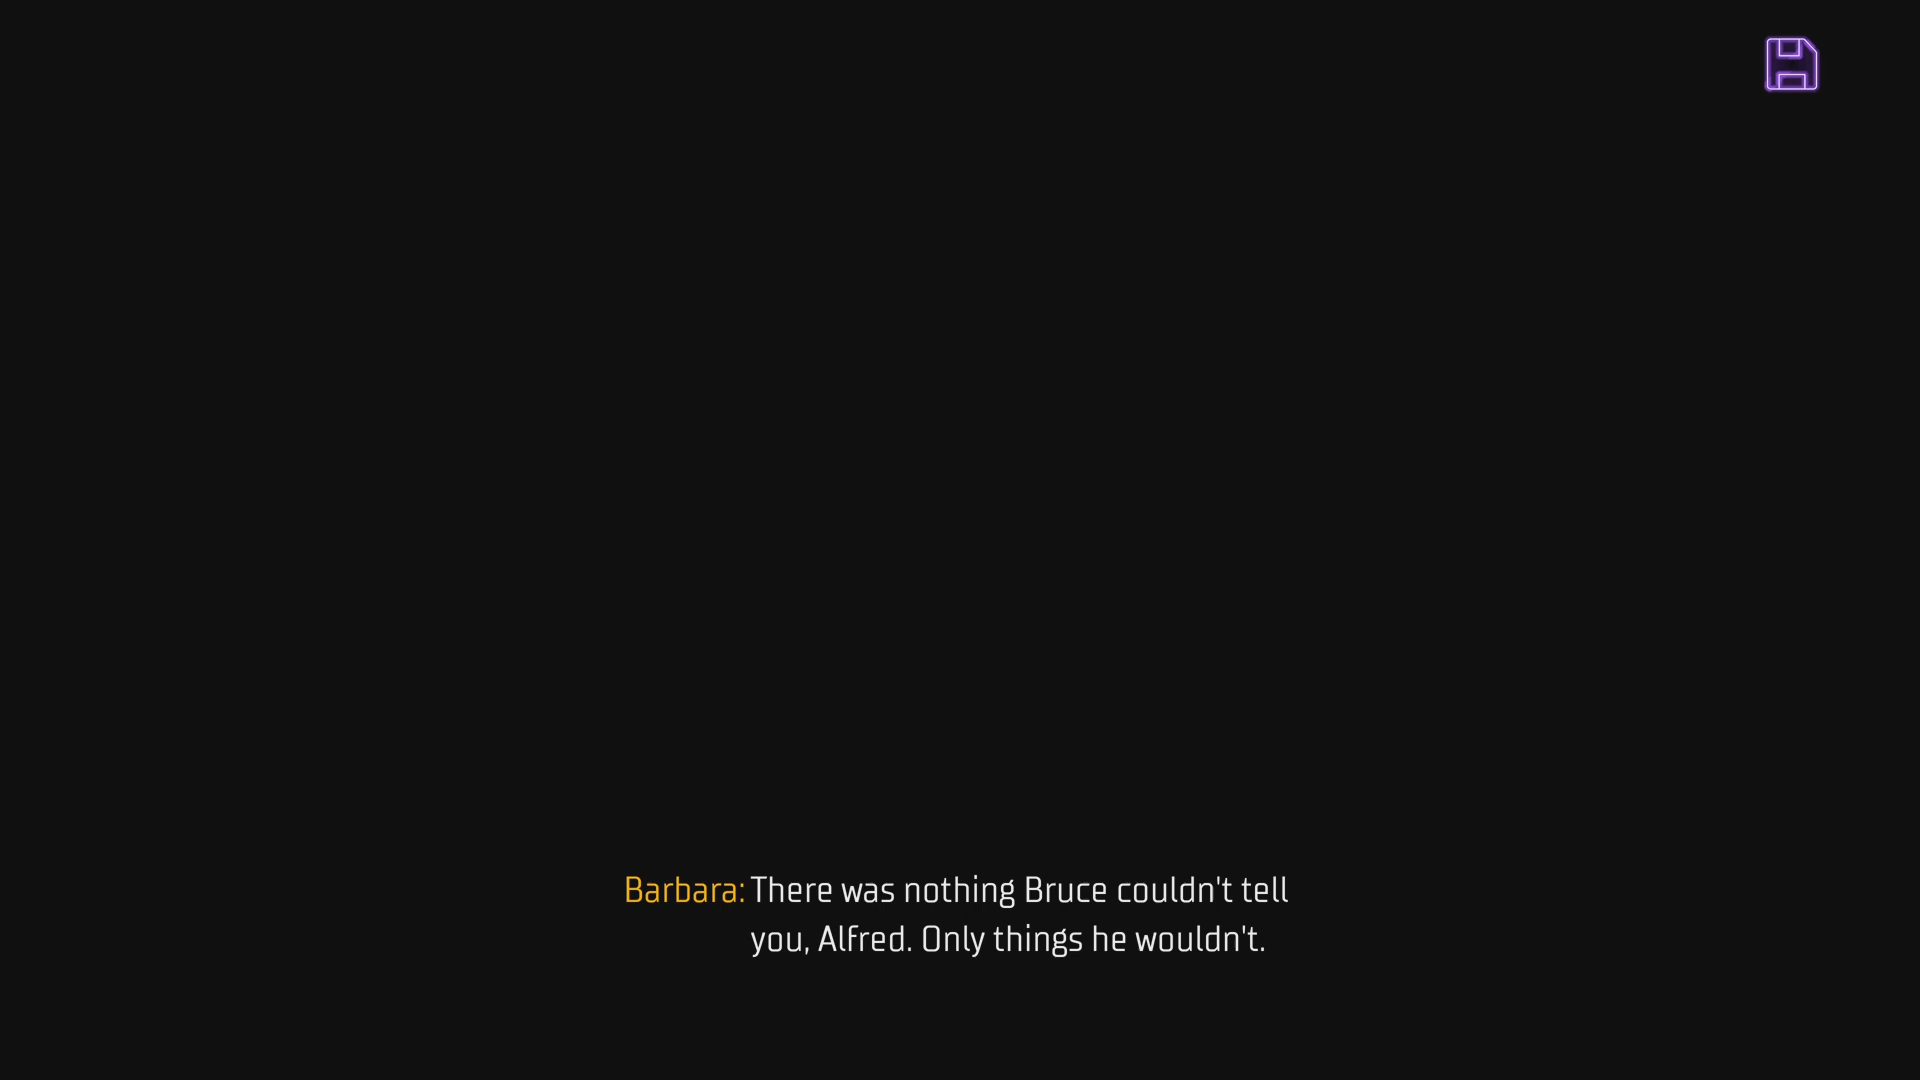 Barbara: There was nothing Bruce couldn't tell
you, Alfred. Only things he wouldn't.